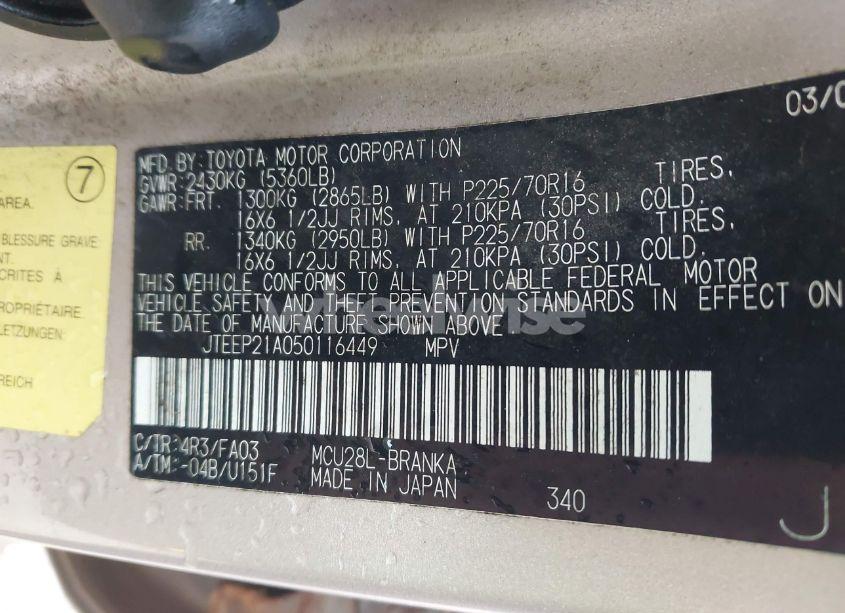 03/0
MFD.BY:TOYOTA MOTOR CORPORATION
GVWR:2430KG (5360LB)
GAWR:FRT. 1300KG (2865LB) WITH P225/70R16 TIRES,
16X6 1/2JJ RIMS, AT 210KPA (30PSI) COLD.
RR. 1340KG (2950LB) WITH P225/70R16 TIRES,
16X6 1/2JJ RIMS, AT 210KPA (30PSI) COLD.
THIS VEHICLE CONFORMS TO ALL APPLICABLE FEDERAL MOTOR
VEHICLE SAFETY AND THEFT PREVENTION STANDARDS IN EFFECT ON
THE DATE OF MANUFACTURE SHOWN ABOVE.
JTEEP21A050116449 MPV
C/TR:4R3/FA03 MCU28L-BRANKA
A/TM:-04B/U151F MADE IN JAPAN 340
J
7
AREA.
BLESSURE GRAVE:
NT.
CRITES À
PROPRIÉTAIRE
LETZUNGEN:
REICH